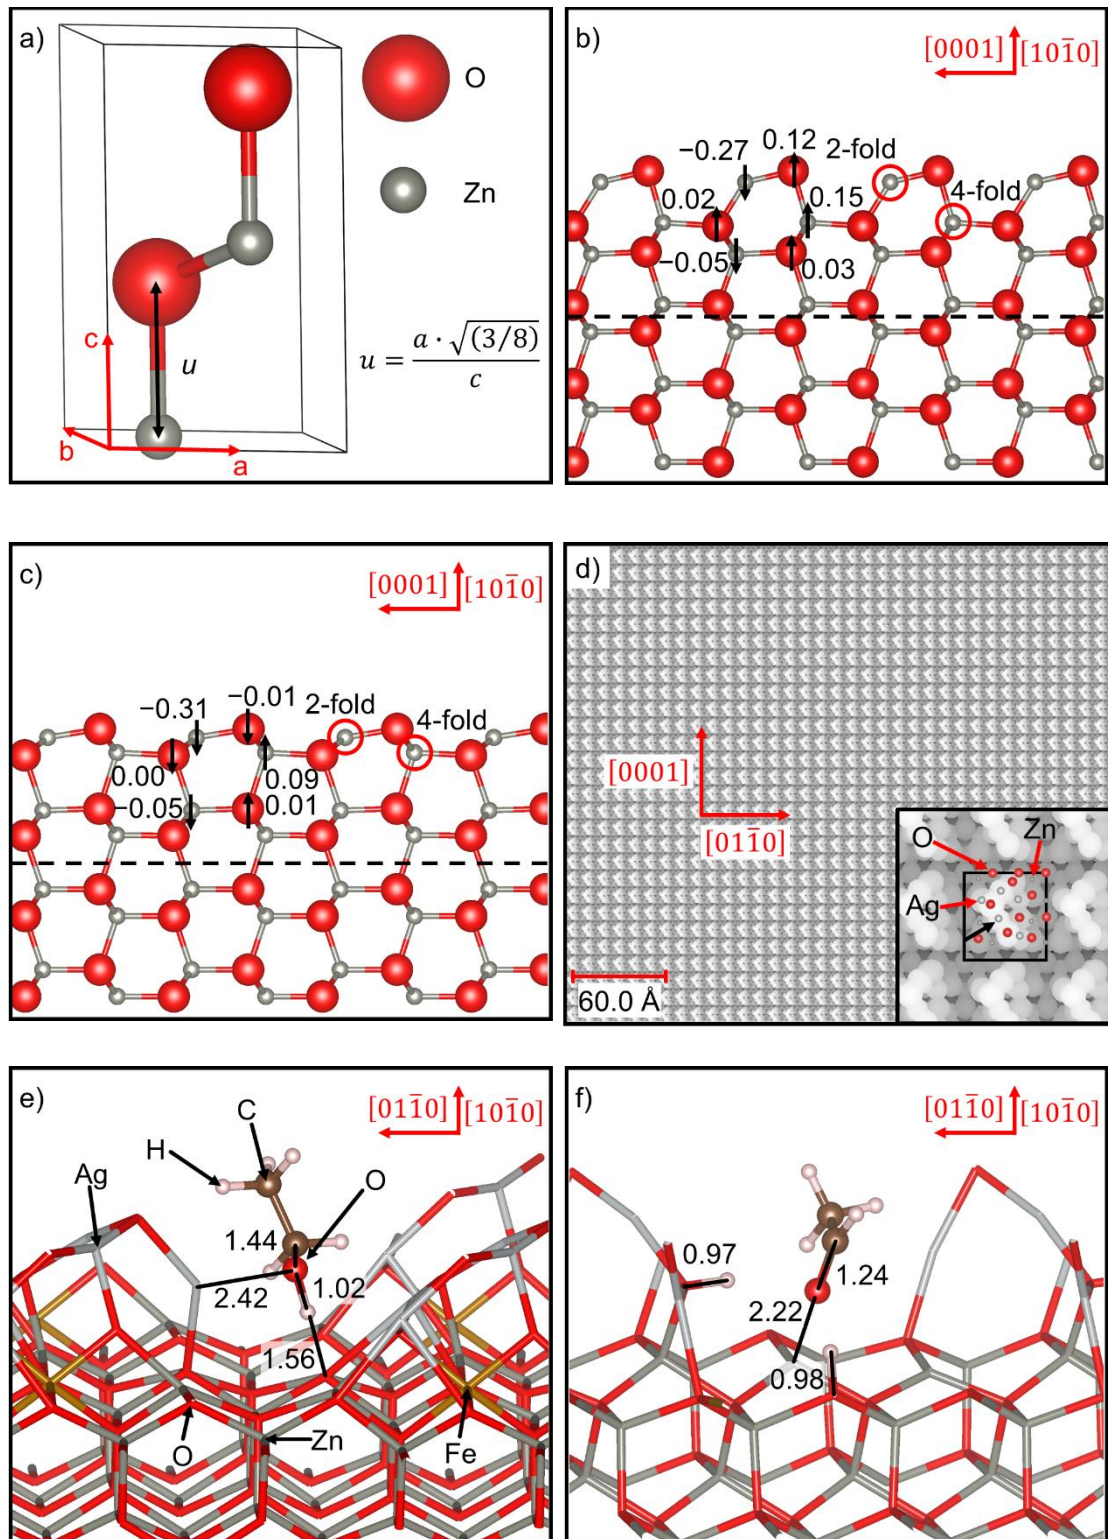 a)
O
Zn
c
u
b
a
u = a · √(3/8) / c
b)
[0001]
[101̅0]
−0.27
0.12
2-fold
4-fold
0.02
0.15
−0.05
0.03
c)
[0001]
[101̅0]
−0.31
−0.01
2-fold
4-fold
0.00
0.09
−0.05
0.01
d)
[0001]
[011̅0]
O
Zn
Ag
60.0 Å
e)
[011̅0]
[101̅0]
C
H
Ag
O
1.44
1.02
2.42
1.56
O
Zn
Fe
f)
[011̅0]
[101̅0]
0.97
1.24
2.22
0.98